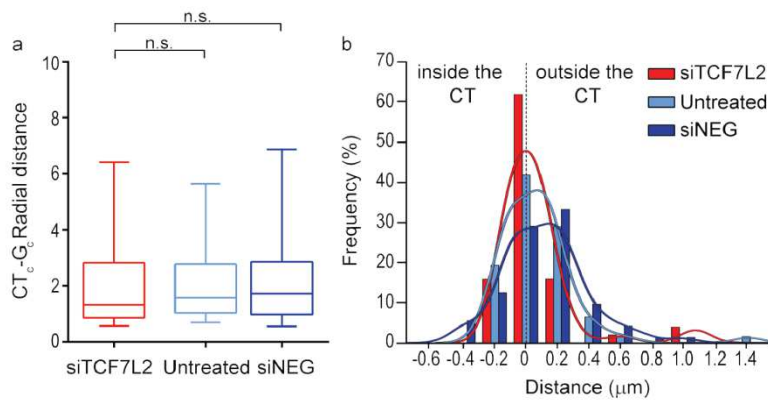 a
n.s.
n.s.
CTc-Gc Radial distance
10
8
6
4
2
0
siTCF7L2 Untreated siNEG
b
inside the CT
outside the CT
siTCF7L2
Untreated
siNEG
Frequency (%)
70
60
50
40
30
20
10
0
-0.6 -0.4 -0.2 0 0.2 0.4 0.6 0.8 1.0 1.2 1.4
Distance (μm)